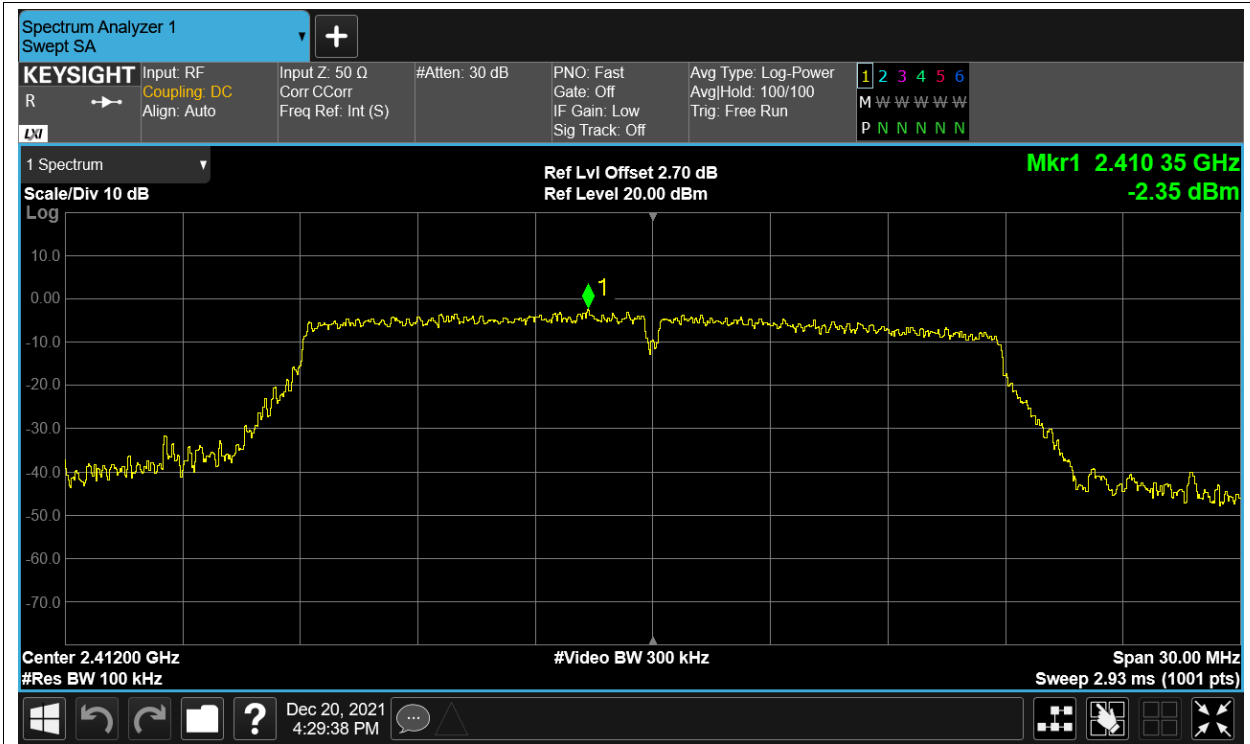 Spectrum Analyzer 1
Swept SA
+
KEYSIGHT
R
LXI
Input: RF
Coupling: DC
Align: Auto
Input Z: 50 Ω
Corr CCorr
Freq Ref: Int (S)
#Atten: 30 dB
PNO: Fast
Gate: Off
IF Gain: Low
Sig Track: Off
Avg Type: Log-Power
Avg|Hold: 100/100
Trig: Free Run
1 2 3 4 5 6
M W W W W W
P N N N N N
1 Spectrum
Scale/Div 10 dB
Log
Ref Lvl Offset 2.70 dB
Ref Level 20.00 dBm
Mkr1 2.410 35 GHz
-2.35 dBm
10.0
0.00
-10.0
-20.0
-30.0
-40.0
-50.0
-60.0
-70.0
1
Center 2.41200 GHz
#Res BW 100 kHz
#Video BW 300 kHz
Span 30.00 MHz
Sweep 2.93 ms (1001 pts)
?
Dec 20, 2021
4:29:38 PM